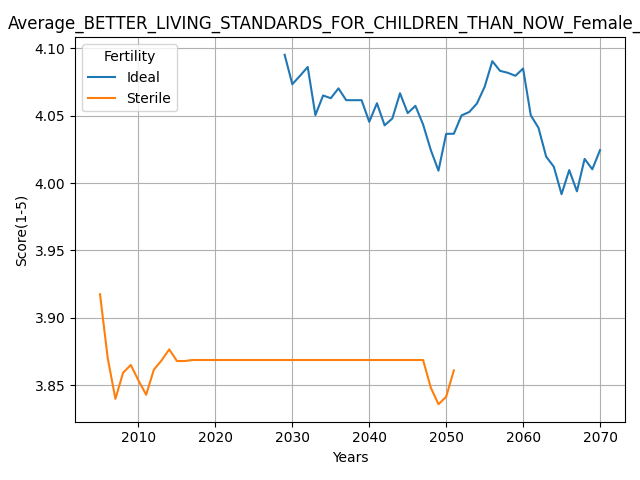 Average_BETTER_LIVING_STANDARDS_FOR_CHILDREN_THAN_NOW_Female_
4.10
4.05
4.00
3.95
3.90
3.85
Score(1-5)
Fertility
Ideal
Sterile
2010 2020 2030 2040 2050 2060 2070
Years